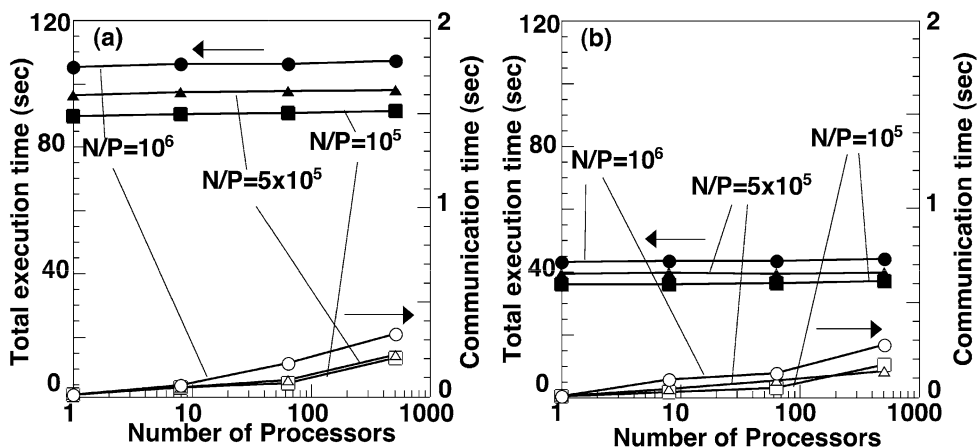 (a)
120
80
40
0
Total execution time (sec)
N/P=10⁶
N/P=5x10⁵
N/P=10⁵
2
1
0
Communication time (sec)
1 10 100 1000
Number of Processors
(b)
120
80
40
0
Total execution time (sec)
N/P=10⁶
N/P=5x10⁵
N/P=10⁵
2
1
0
Communication time (sec)
1 10 100 1000
Number of Processors